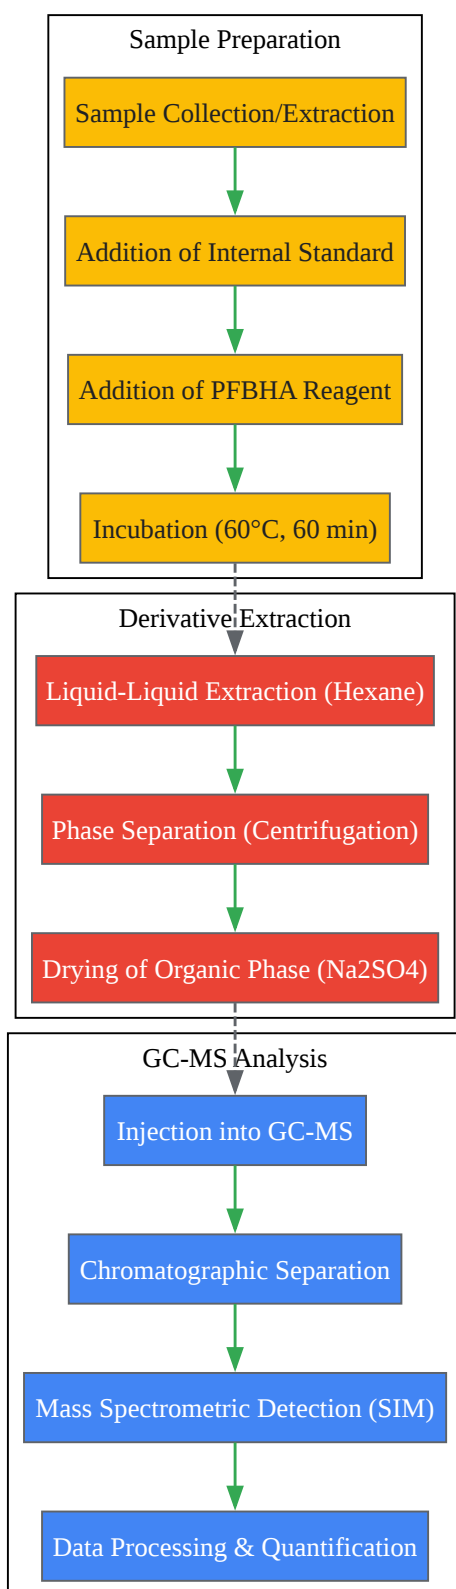 Sample Preparation
Sample Collection/Extraction
Addition of Internal Standard
Addition of PFBHA Reagent
Incubation (60°C, 60 min)
Derivative Extraction
Liquid-Liquid Extraction (Hexane)
Phase Separation (Centrifugation)
Drying of Organic Phase (Na2SO4)
GC-MS Analysis
Injection into GC-MS
Chromatographic Separation
Mass Spectrometric Detection (SIM)
Data Processing & Quantification